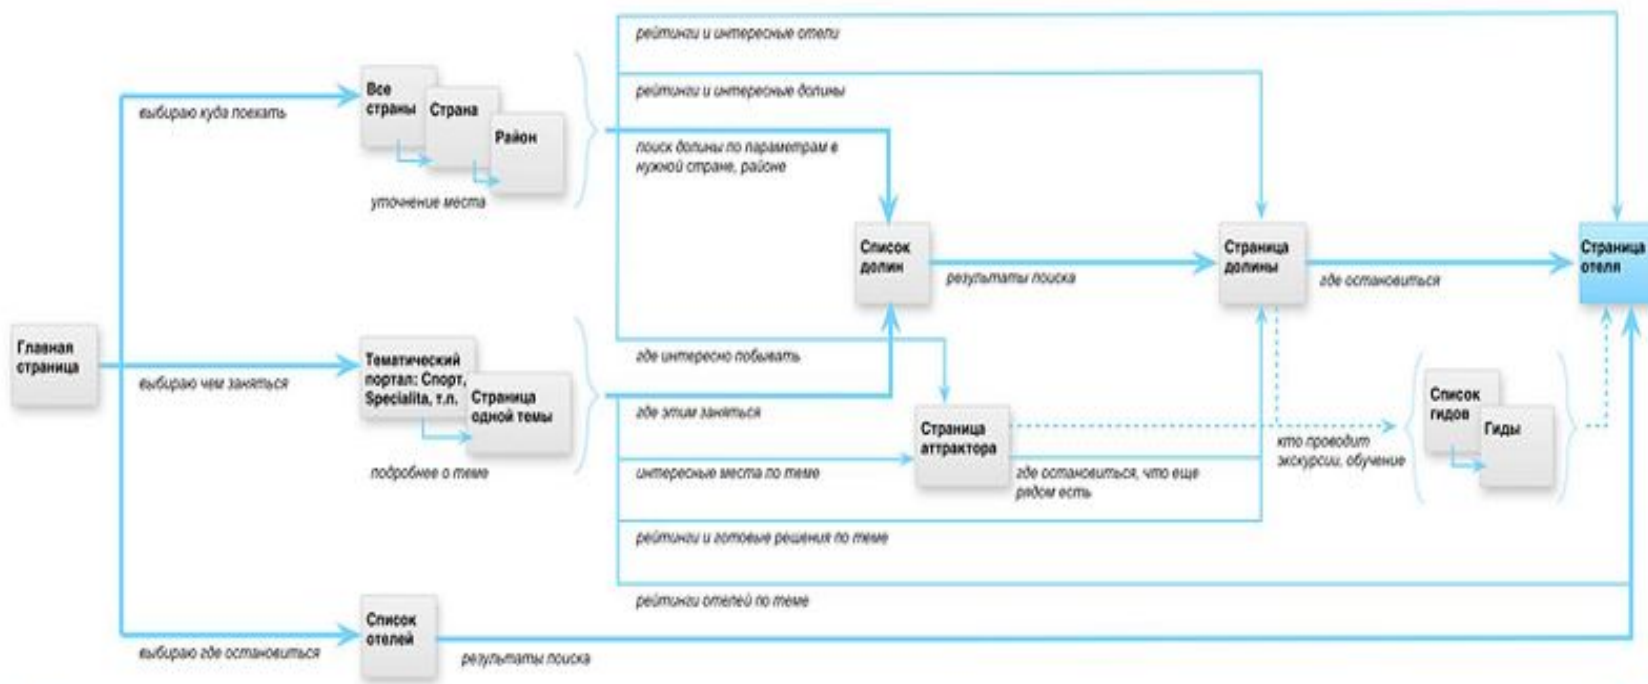 рейтинги и интересные отели
Все
страны
Страна
Район
рейтинги и интересные долины
выбираю куда поехать
поиск долины по параметрам в
нужной стране, районе
уточнение места
Список
долин
результаты поиска
Страница
долины
где остановиться
Страница
отеля
Главная
страница
выбираю чем заняться
Тематический
портал: Спорт,
Specialita, т.п.
Страница
одной темы
подробнее о теме
где интересно побывать
где этим заняться
интересные места по теме
Страница
аттрактора
где остановиться, что еще
рядом есть
кто проводит
экскурсии, обучение
Список
гидов
Гиды
рейтинги и готовые решения по теме
рейтинги отелей по теме
выбираю где остановиться
Список
отелей
результаты поиска